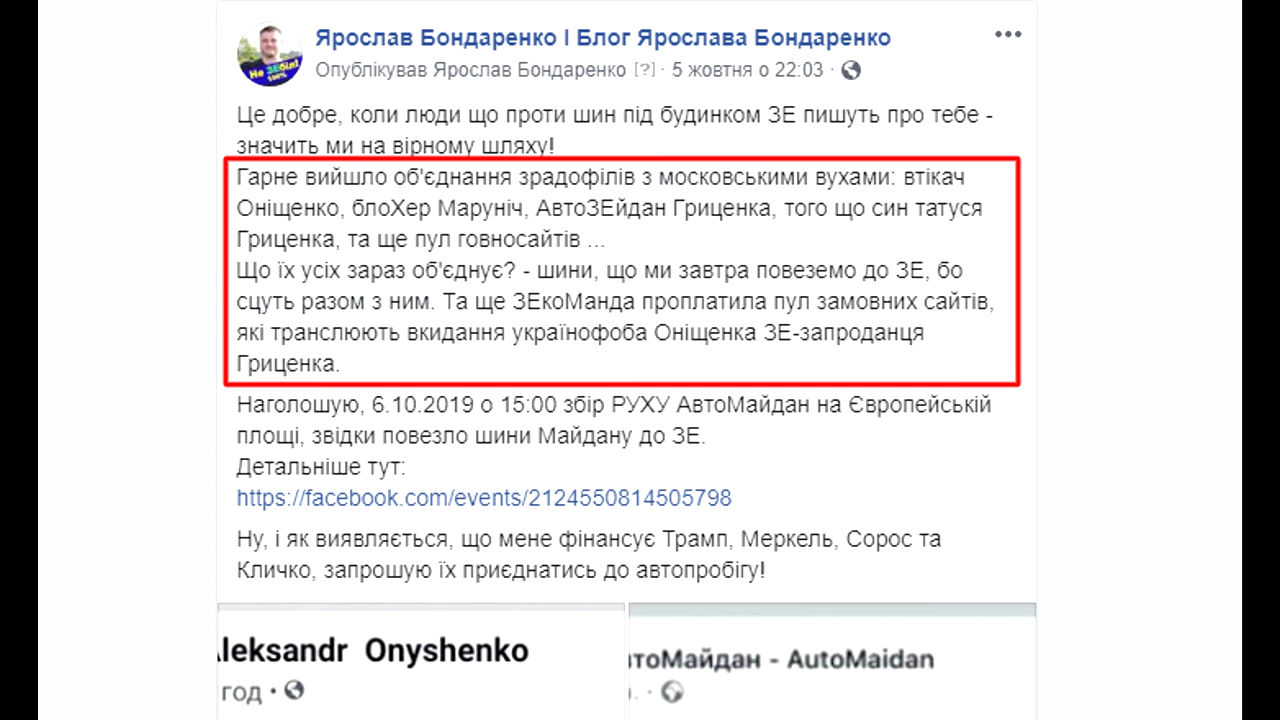 Ярослав Бондаренко І Блог Ярослава Бондаренко
Опублікував Ярослав Бондаренко [?] · 5 жовтня о 22:03 ·
Не ЗЕбіл!
100%
Це добре, коли люди що проти шин під будинком ЗЕ пишуть про тебе -
значить ми на вірному шляху!
Гарне вийшло об'єднання зрадофілів з московськими вухами: втікач
Оніщенко, блоХер Маруніч, АвтоЗЕйдан Гриценка, того що син татуся
Гриценка, та ще пул говносайтів ...
Що їх усіх зараз об'єднує? - шини, що ми завтра повеземо до ЗЕ, бо
сцуть разом з ним. Та ще ЗЕкоМанда проплатила пул замовних сайтів,
які транслюють вкидання українофоба Оніщенка ЗЕ-запроданця
Гриценка.
Наголошую, 6.10.2019 о 15:00 збір РУХУ АвтоМайдан на Європейській
площі, звідки повезло шини Майдану до ЗЕ.
Детальніше тут:
https://facebook.com/events/2124550814505798
Ну, і як виявляється, що мене фінансує Трамп, Меркель, Сорос та
Кличко, запрошую їх приєднатись до автопробігу!
Aleksandr Onyshenko
год ·
втоМайдан - AutoMaidan